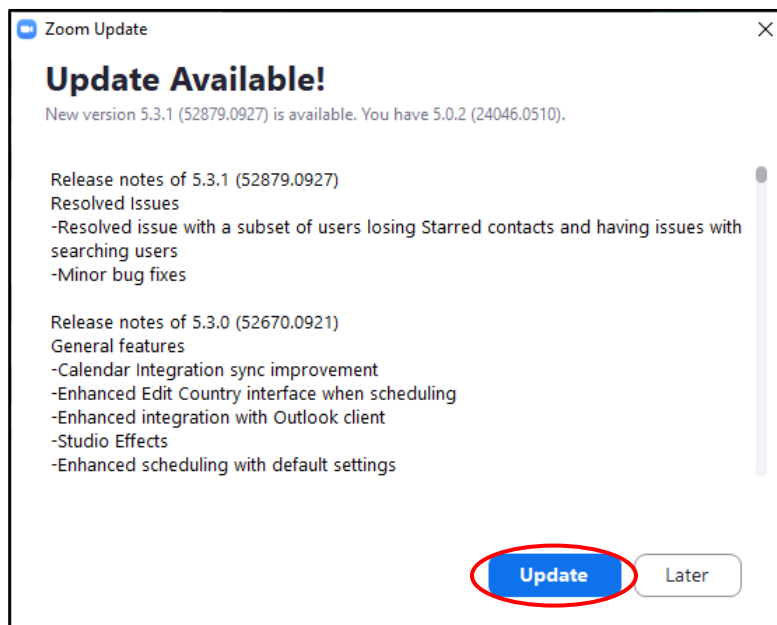 Zoom Update
Update Available!
New version 5.3.1 (52879.0927) is available. You have 5.0.2 (24046.0510).
Release notes of 5.3.1 (52879.0927)
Resolved Issues
-Resolved issue with a subset of users losing Starred contacts and having issues with
searching users
-Minor bug fixes
Release notes of 5.3.0 (52670.0921)
General features
-Calendar Integration sync improvement
-Enhanced Edit Country interface when scheduling
-Enhanced integration with Outlook client
-Studio Effects
-Enhanced scheduling with default settings
Update
Later